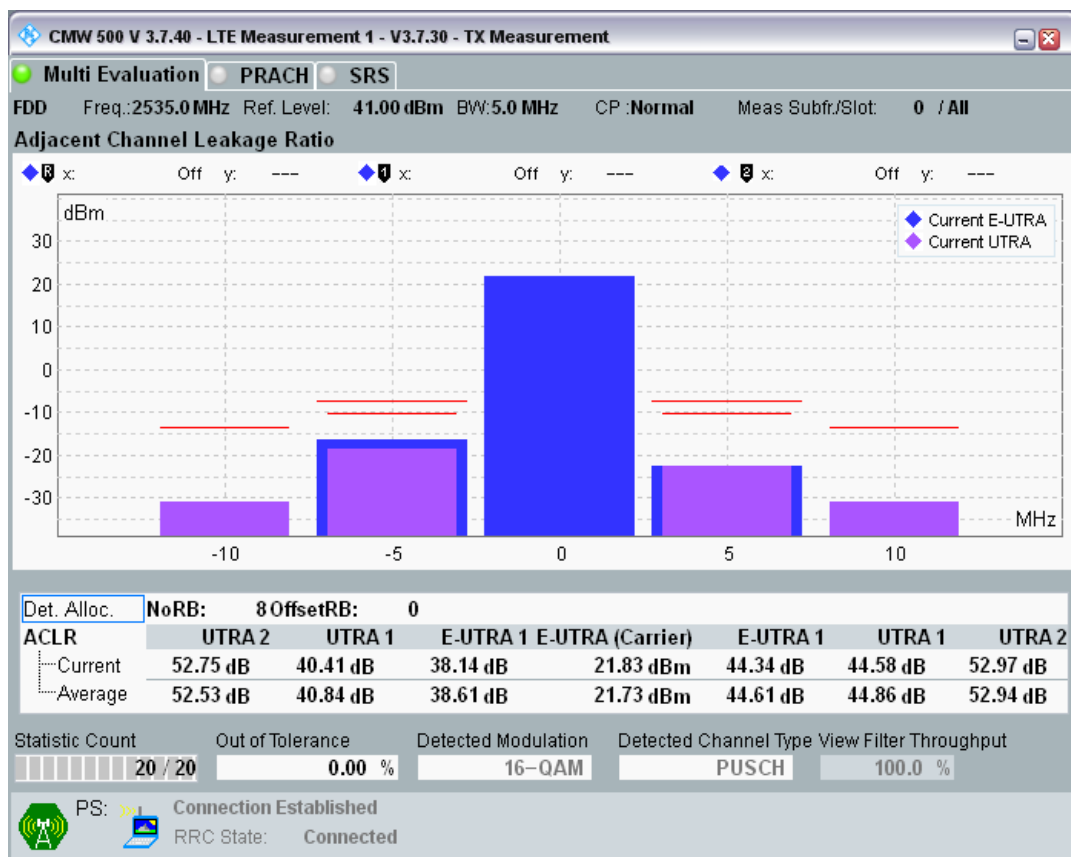 CMW 500 V 3.7.40 - LTE Measurement 1 - V3.7.30 - TX Measurement
Multi Evaluation PRACH SRS
FDD Freq.:2535.0 MHz Ref. Level: 41.00 dBm BW:5.0 MHz CP :Normal Meas Subfr./Slot: 0 / All
Adjacent Channel Leakage Ratio
R x: Off y: --- 1 x: Off y: --- 2 x: Off y: ---
dBm
Current E-UTRA
Current UTRA
30
20
10
0
-10
-20
-30
MHz
-10 -5 0 5 10
Det. Alloc. NoRB: 8 OffsetRB: 0
ACLR UTRA 2 UTRA 1 E-UTRA 1 E-UTRA (Carrier) E-UTRA 1 UTRA 1 UTRA 2
Current 52.75 dB 40.41 dB 38.14 dB 21.83 dBm 44.34 dB 44.58 dB 52.97 dB
Average 52.53 dB 40.84 dB 38.61 dB 21.73 dBm 44.61 dB 44.86 dB 52.94 dB
Statistic Count Out of Tolerance Detected Modulation Detected Channel Type View Filter Throughput
20 / 20 0.00 % 16-QAM PUSCH 100.0 %
PS: Connection Established
RRC State: Connected